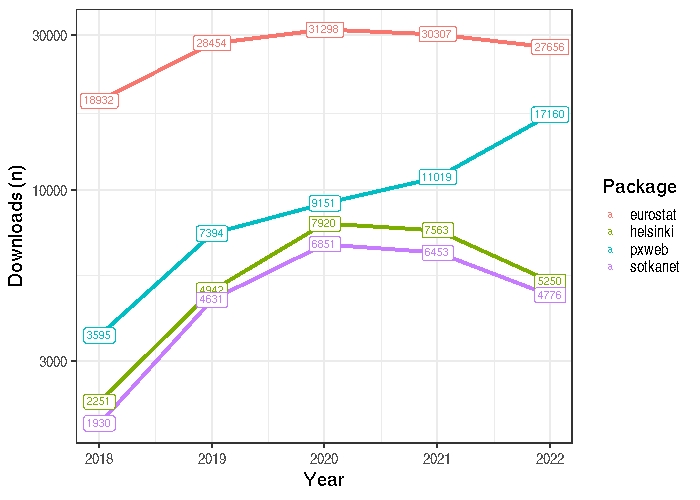 30000
10000
3000
Downloads (n)
31298
30307
28454
27656
18932
17160
11019
9151
7394
7920
7563
6851
6453
5250
4942
4776
4631
3595
2251
1930
2018 2019 2020 2021 2022
Year
Package
a eurostat
a helsinki
a pxweb
a sotkanet